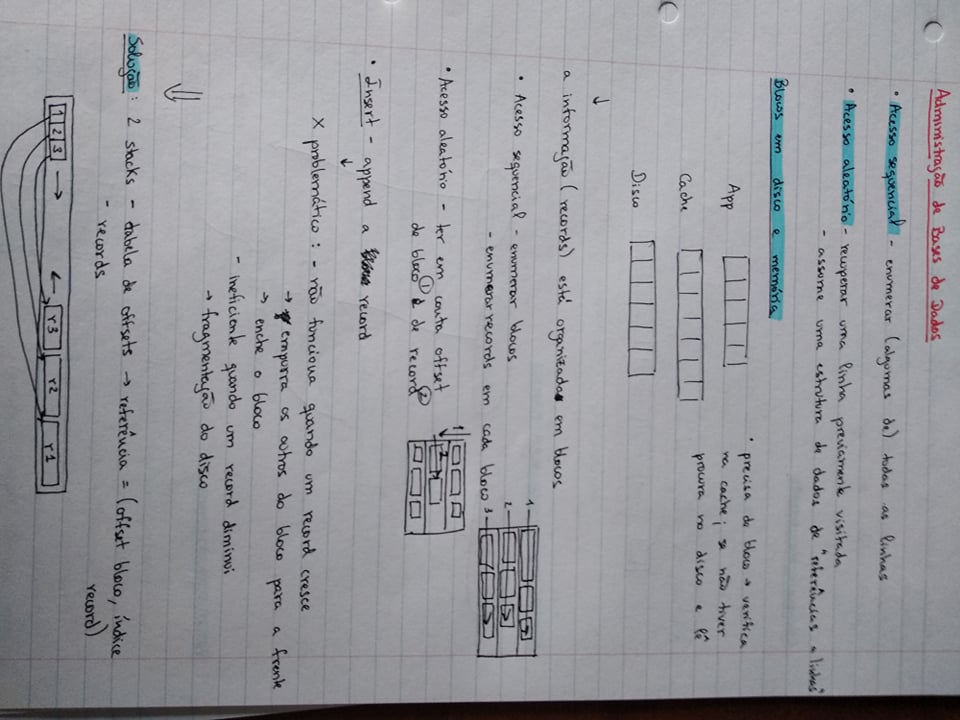 Administração de Bases de Dados
• Acesso sequencial - enumerar (algumas de) todas as linhas
• Acesso aleatório - recuperar uma linha previamente visitada
- assume uma estrutura de dados de "referências a linhas"
Blocos em disco e memória
App
Cache
Disco
• precisa de bloco → verifica
na cache; se não tiver
procura no disco e lê
↓
a informação (records) está organizada em blocos
• Acesso sequencial - enumerar blocos
- enumerar records em cada bloco
1
2
3
• Acesso aleatório - ter em conta offset
de bloco ① e de record ②
1
2
• Insert - append a record
↓
X problemático: - não funciona quando um record cresce
→ empurra os outros do bloco para a frente
→ enche o bloco
- ineficiente quando um record diminui
→ fragmentação do disco
⇓
Solução: 2 stacks - tabela de offsets → referência = (offset bloco, índice
- records record)
1 2 3 → ← r3 r2 r1